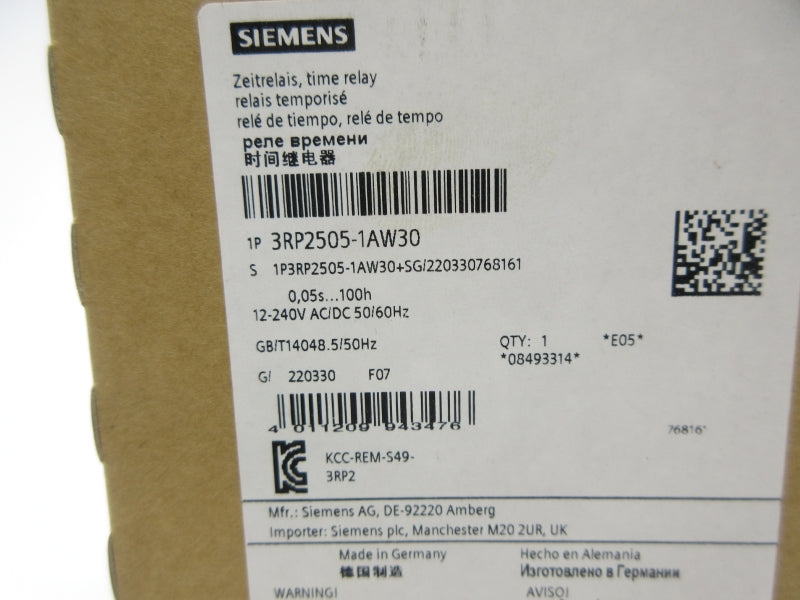 SIEMENS
Zeitrelais, time relay
relais temporisé
relé de tiempo, relé de tempo
реле времени
时间继电器
1P 3RP2505-1AW30
S 1P3RP2505-1AW30+SG/220330768161
0,05s...100h
12-240V AC/DC 50/60Hz
GB/T14048.5/50Hz
QTY: 1 *E05*
*08493314*
G/ 220330 F07
4 011209 943476
76816
KCC-REM-S49-
3RP2
Mfr.: Siemens AG, DE-92220 Amberg
Importer: Siemens plc, Manchester M20 2UR, UK
Made in Germany Hecho en Alemania
德国制造 Изготовлено в Германии
WARNING! AVISO!